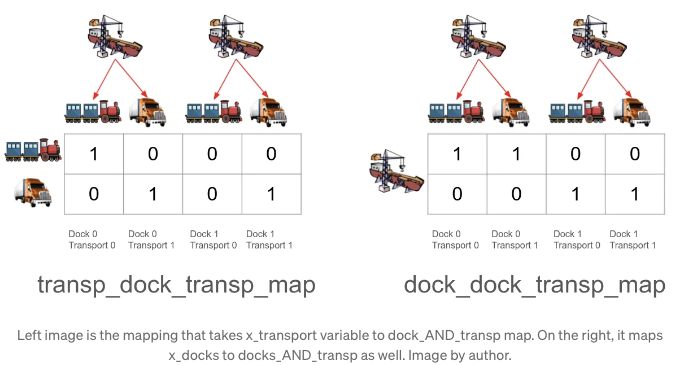 1 0 0 0
0 1 0 1
Dock 0 Dock 0 Dock 1 Dock 1
Transport 0 Transport 1 Transport 0 Transport 1
transp_dock_transp_map
1 1 0 0
0 0 1 1
Dock 0 Dock 0 Dock 1 Dock 1
Transport 0 Transport 1 Transport 0 Transport 1
dock_dock_transp_map
Left image is the mapping that takes x_transport variable to dock_AND_transp map. On the right, it maps
x_docks to docks_AND_transp as well. Image by author.